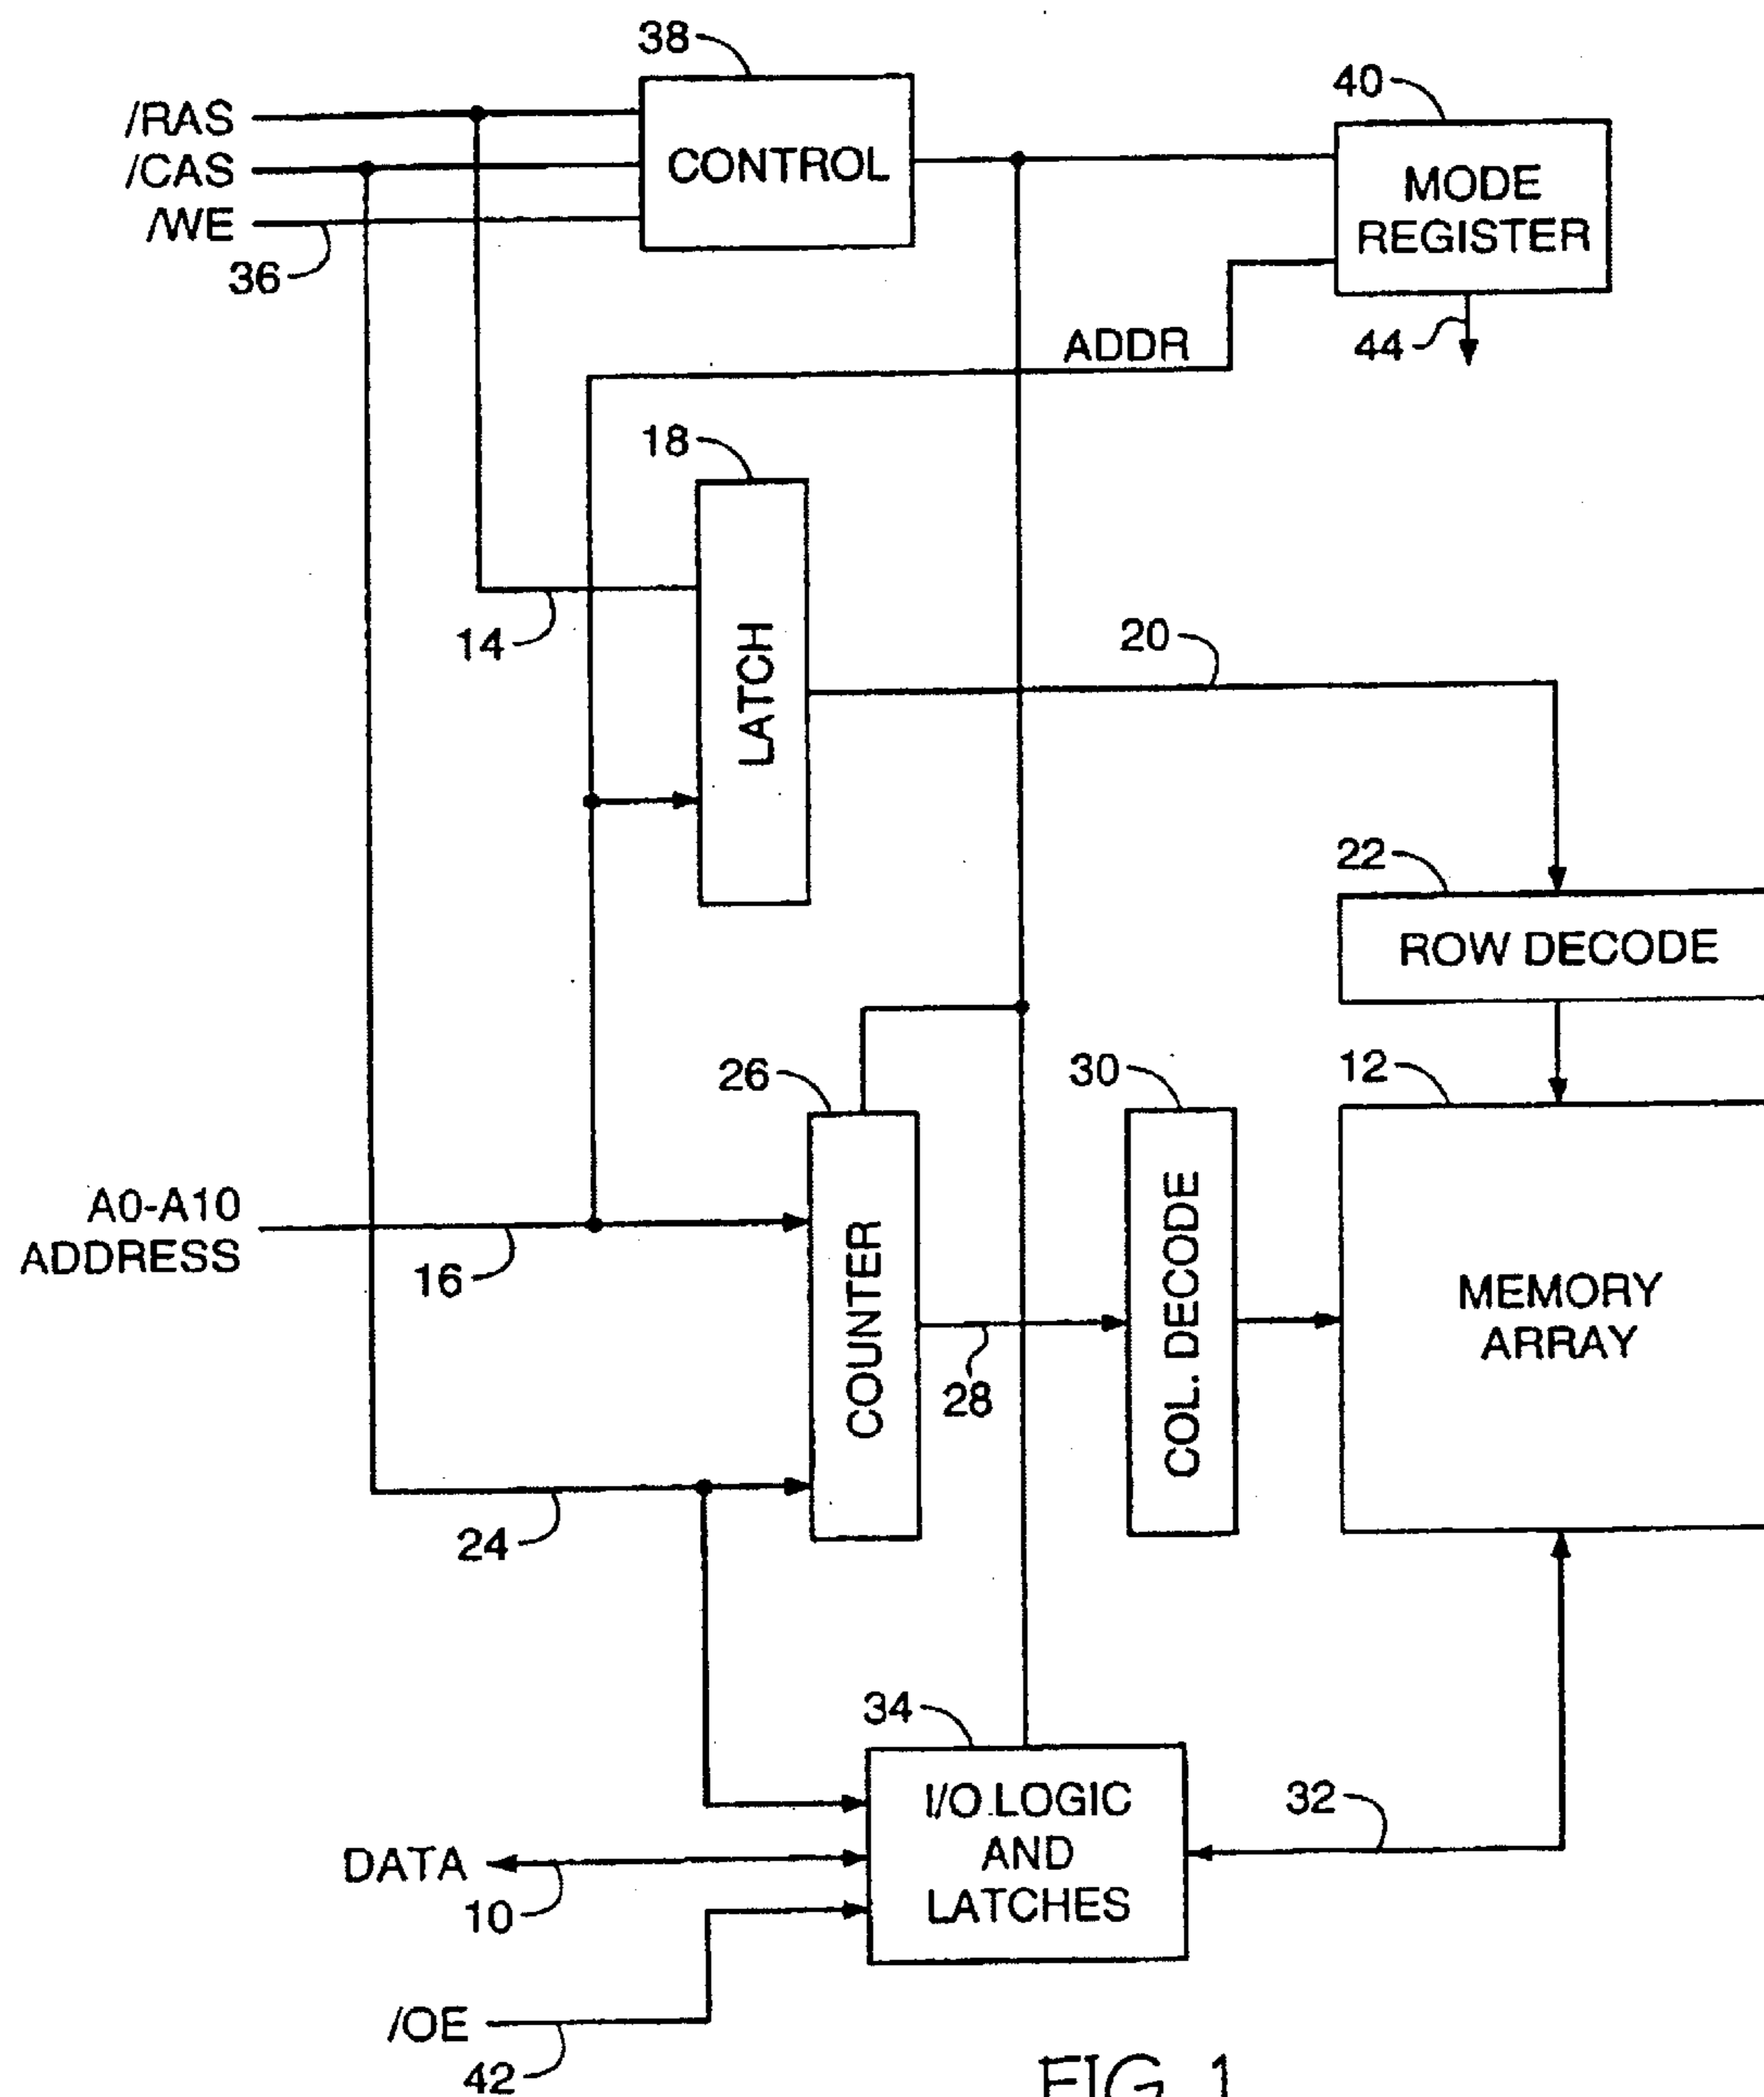 38
/RAS
/CAS
/WE
36
CONTROL
40
MODE
REGISTER
44
ADDR
18
14
LATCH
20
22
ROW DECODE
26
30
12
A0-A10
ADDRESS
16
COUNTER
28
COL. DECODE
MEMORY
ARRAY
24
34
I/O LOGIC
AND
LATCHES
32
DATA
10
/OE
42
FIG. 1